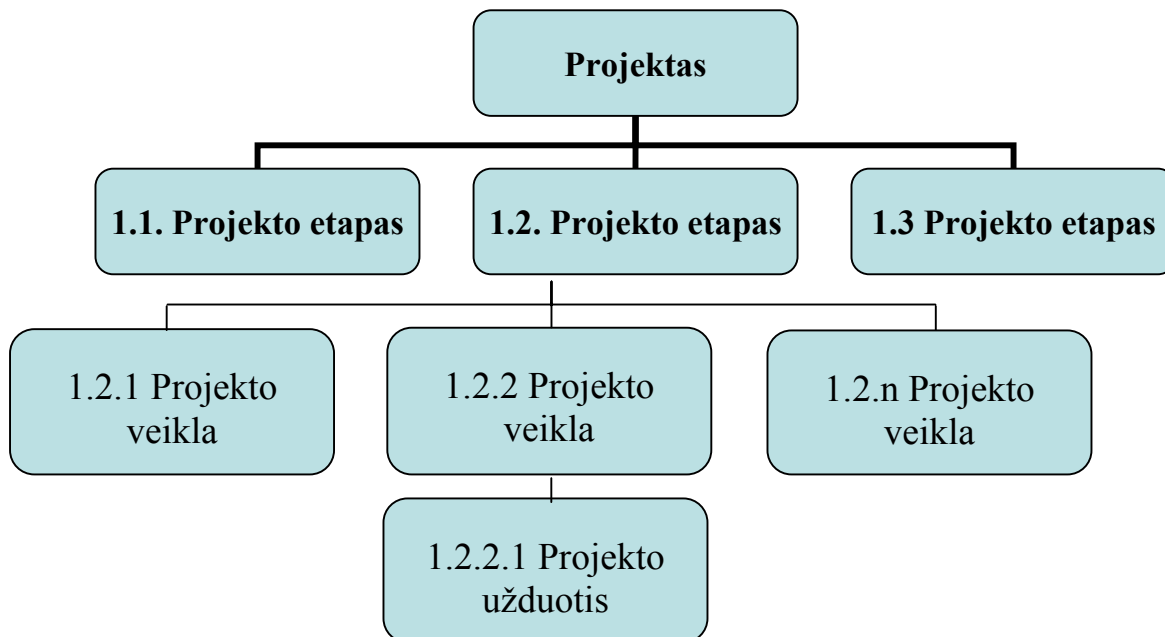 Projektas
1.1. Projekto etapas
1.2. Projekto etapas
1.3 Projekto etapas
1.2.1 Projekto
veikla
1.2.2 Projekto
veikla
1.2.n Projekto
veikla
1.2.2.1 Projekto
užduotis